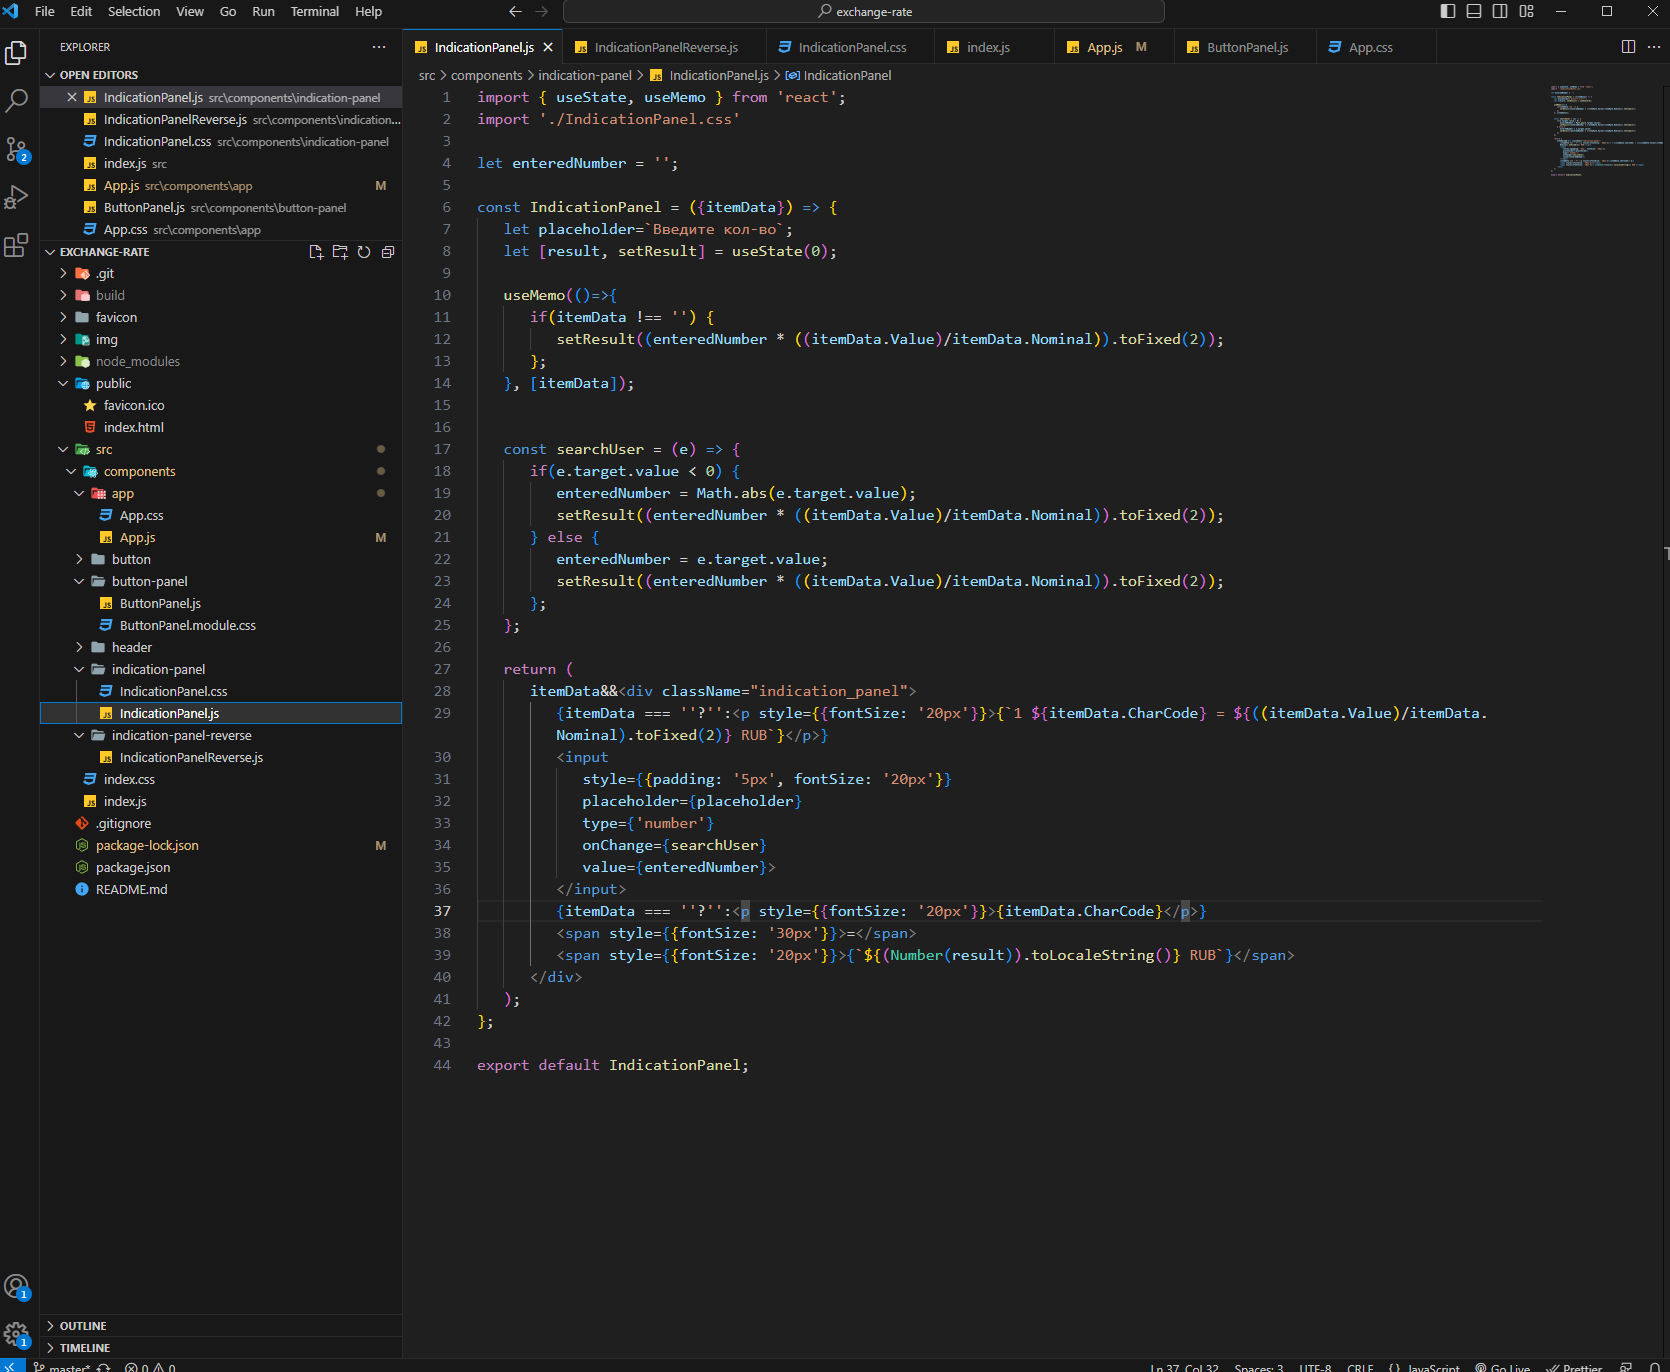 File Edit Selection View Go Run Terminal Help
exchange-rate
EXPLORER
OPEN EDITORS
IndicationPanel.js src\components\indication-panel
IndicationPanelReverse.js src\components\indication...
IndicationPanel.css src\components\indication-panel
index.js src
App.js src\components\app M
ButtonPanel.js src\components\button-panel
App.css src\components\app
EXCHANGE-RATE
.git
build
favicon
img
node_modules
public
favicon.ico
index.html
src
components
app
App.css
App.js M
button
button-panel
ButtonPanel.js
ButtonPanel.module.css
header
indication-panel
IndicationPanel.css
IndicationPanel.js
indication-panel-reverse
IndicationPanelReverse.js
index.css
index.js
.gitignore
package-lock.json M
package.json
README.md
OUTLINE
TIMELINE
2
1
1
IndicationPanel.js IndicationPanelReverse.js IndicationPanel.css index.js App.js M ButtonPanel.js App.css
src > components > indication-panel > IndicationPanel.js > IndicationPanel
1 import { useState, useMemo } from 'react';
2 import './IndicationPanel.css'
3
4 let enteredNumber = '';
5
6 const IndicationPanel = ({itemData}) => {
7 let placeholder=`Введите кол-во`;
8 let [result, setResult] = useState(0);
9
10 useMemo(()=>{
11 if(itemData !== '') {
12 setResult((enteredNumber * ((itemData.Value)/itemData.Nominal)).toFixed(2));
13 };
14 }, [itemData]);
15
16
17 const searchUser = (e) => {
18 if(e.target.value < 0) {
19 enteredNumber = Math.abs(e.target.value);
20 setResult((enteredNumber * ((itemData.Value)/itemData.Nominal)).toFixed(2));
21 } else {
22 enteredNumber = e.target.value;
23 setResult((enteredNumber * ((itemData.Value)/itemData.Nominal)).toFixed(2));
24 };
25 };
26
27 return (
28 itemData&&<div className="indication_panel">
29 {itemData === ''?'':<p style={{fontSize: '20px'}}>{`1 ${itemData.CharCode} = ${((itemData.Value)/itemData.
Nominal).toFixed(2)} RUB`}</p>}
30 <input
31 style={{padding: '5px', fontSize: '20px'}}
32 placeholder={placeholder}
33 type={'number'}
34 onChange={searchUser}
35 value={enteredNumber}>
36 </input>
37 {itemData === ''?'':<p style={{fontSize: '20px'}}>{itemData.CharCode}</p>}
38 <span style={{fontSize: '30px'}}>=</span>
39 <span style={{fontSize: '20px'}}>{`${(Number(result)).toLocaleString()} RUB`}</span>
40 </div>
41 );
42 };
43
44 export default IndicationPanel;
master* 0 0 Ln 37, Col 32 Spaces: 3 UTF-8 CRLF {} JavaScript Go Live Prettier